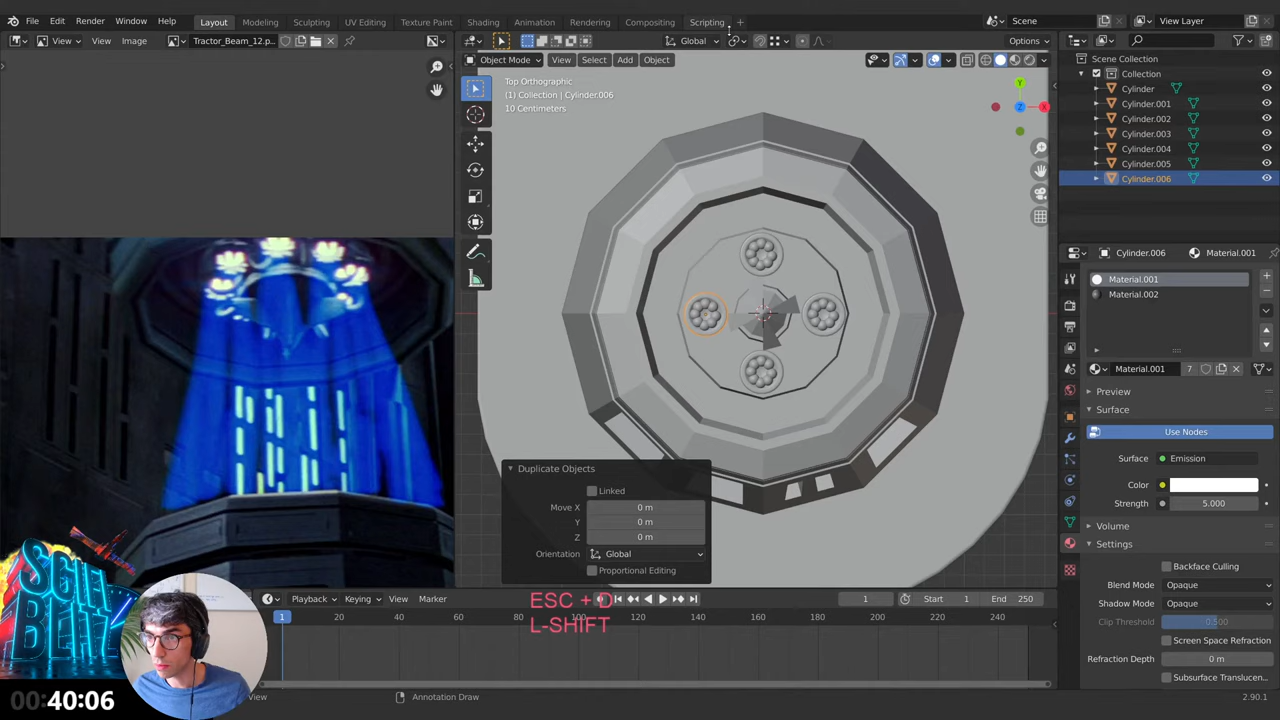 File Edit Render Window Help Layout Modeling Sculpting UV Editing Texture Paint Shading Animation Rendering Compositing Scripting + Scene View Layer
View View Image Tractor_Beam_12.p... Global Options
Object Mode View Select Add Object
Top Orthographic
(1) Collection | Cylinder.006
10 Centimeters
Y
Z
X
Scene Collection
Collection
Cylinder
Cylinder.001
Cylinder.002
Cylinder.003
Cylinder.004
Cylinder.005
Cylinder.006
Cylinder.006 Material.001
Material.001
Material.002
Material.001 7
Preview
Surface
Use Nodes
Surface Emission
Color
Strength 5.000
Volume
Settings
Backface Culling
Blend Mode Opaque
Shadow Mode Opaque
Clip Threshold 0.500
Screen Space Refraction
Refraction Depth 0 m
Subsurface Translucen...
Duplicate Objects
Linked
Move X 0 m
Y 0 m
Z 0 m
Orientation Global
Proportional Editing
ESC + D
L-SHIFT
Playback Keying View Marker 1 Start 1 End 250
1 20 40 60 80 100 120 140 160 180 200 220 240
View Annotation Draw 2.90.1
SCIFI
BLITZ
00:40:06